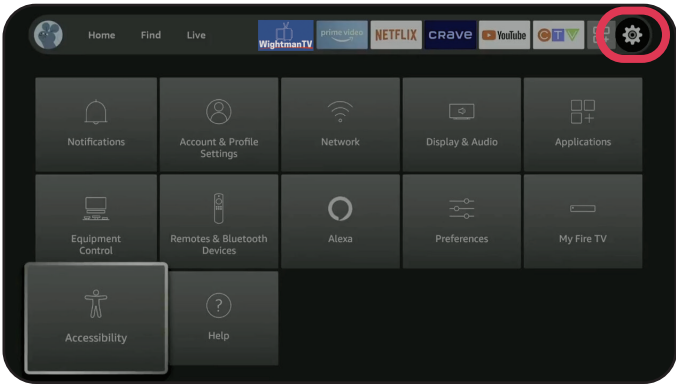 Home Find Live WightmanTV prime video NETFLIX CRAVE YouTube CTV
Notifications
Account & Profile
Settings
Network
Display & Audio
Applications
Equipment
Control
Remotes & Bluetooth
Devices
Alexa
Preferences
My Fire TV
Accessibility
Help